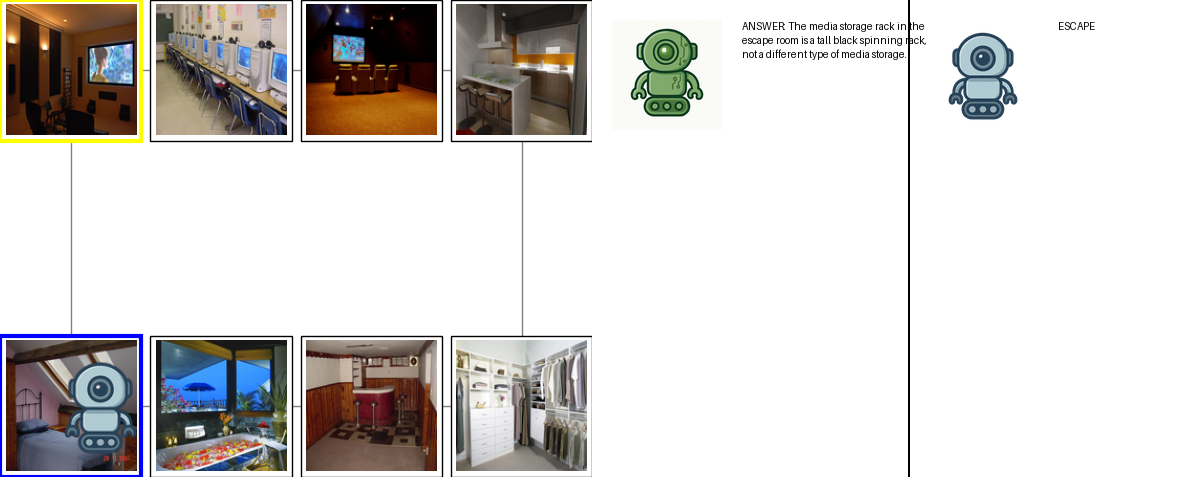 ANSWER: The media storage rack in the
escape room is a tall black spinning rack,
not a different type of media storage.
ESCAPE